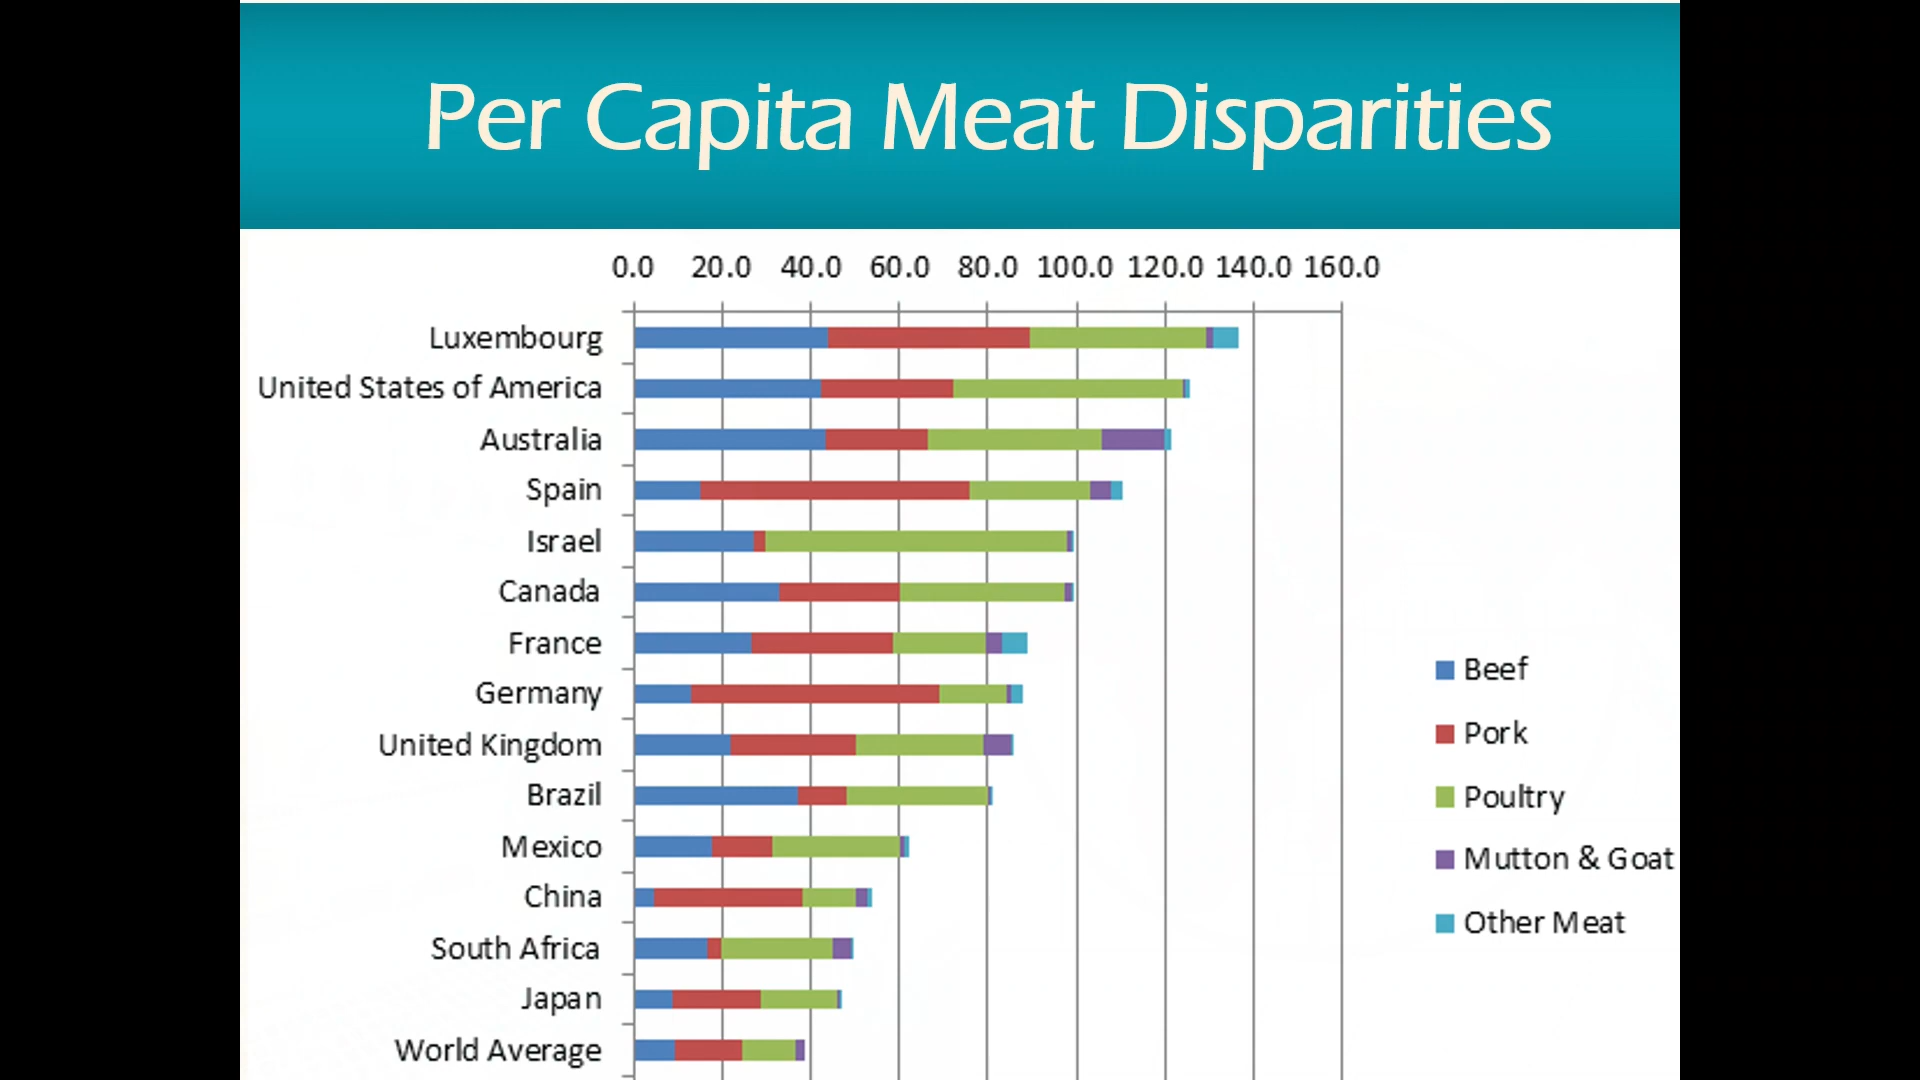 Per Capita Meat Disparities
0.0 20.0 40.0 60.0 80.0 100.0 120.0 140.0 160.0
Luxembourg
United States of America
Australia
Spain
Israel
Canada
France
Germany
United Kingdom
Brazil
Mexico
China
South Africa
Japan
World Average
Beef
Pork
Poultry
Mutton & Goat
Other Meat